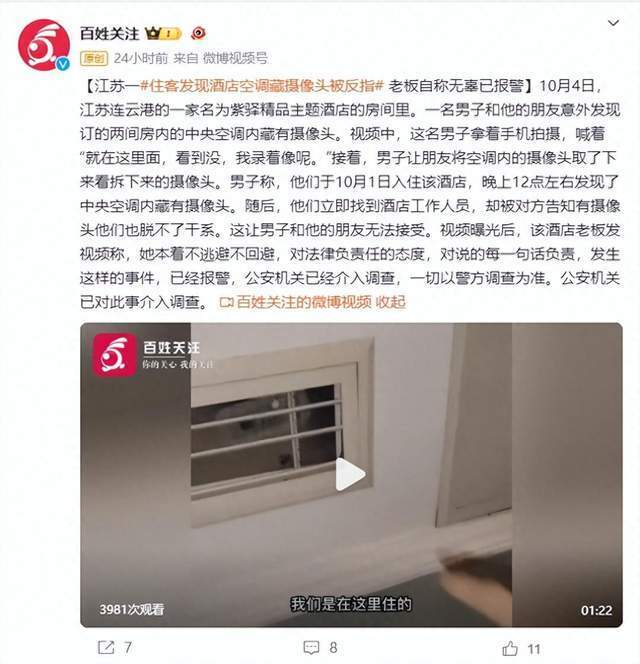 百姓关注
原创 24小时前 来自 微博视频号
【江苏一#住客发现酒店空调藏摄像头被反指# 老板自称无辜已报警】10月4日，
江苏连云港的一家名为紫驿精品主题酒店的房间里。一名男子和他的朋友意外发现
订的两间房内的中央空调内藏有摄像头。视频中，这名男子拿着手机拍摄，喊着
“就在这里面，看到没，我录着像呢。”接着，男子让朋友将空调内的摄像头取了下
来看拆下来的摄像头。男子称，他们于10月1日入住该酒店，晚上12点左右发现了
中央空调内藏有摄像头。随后，他们立即找到酒店工作人员，却被对方告知有摄像
头他们也脱不了干系。这让男子和他的朋友无法接受。视频曝光后，该酒店老板发
视频称，她本着不逃避不回避，对法律负责任的态度，对说的每一句话负责，发生
这样的事件，已经报警，公安机关已经介入调查，一切以警方调查为准。公安机关
已对此事介入调查。 百姓关注的微博视频 收起
百姓关注
你的关心 我的关注
我们是在这里住的
3981次观看
01:22
7
8
11